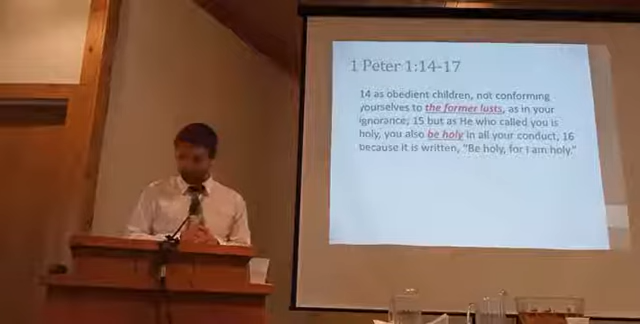 1 Peter 1:14-17
14 as obedient children, not conforming
yourselves to the former lusts, as in your
ignorance; 15 but as He who called you is
holy, you also be holy in all your conduct, 16
because it is written, "Be holy, for I am holy."